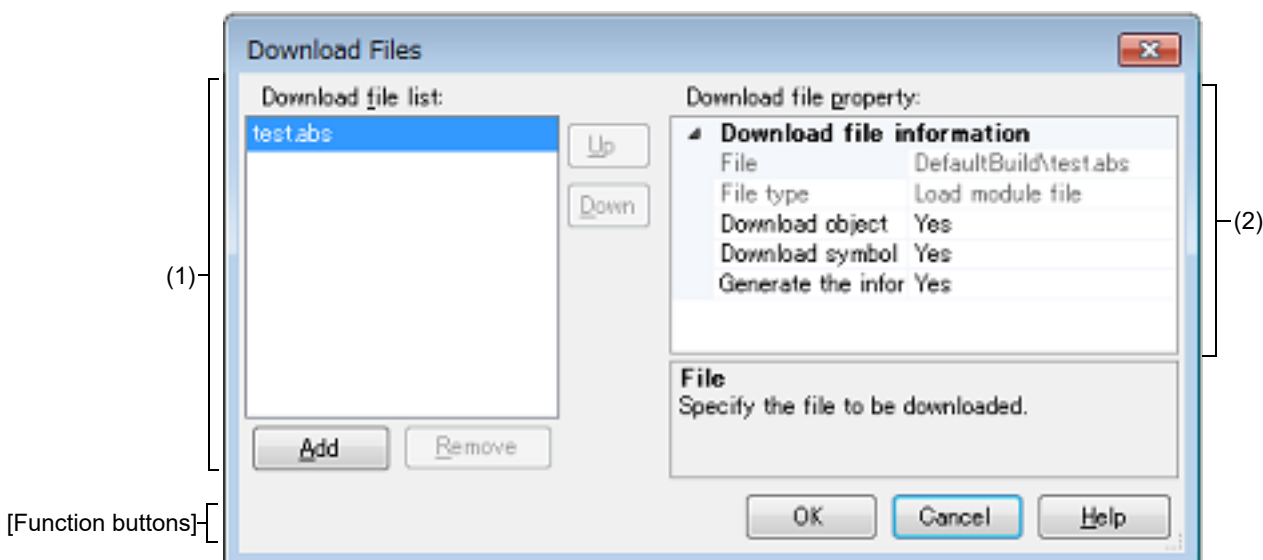 Download Files
Download file list:
Download file property:
test.abs
Up
Down
Download file information
File DefaultBuild\test.abs
File type Load module file
Download object Yes
Download symbol Yes
Generate the infor Yes
(1)
(2)
File
Specify the file to be downloaded.
Add
Remove
[Function buttons]
OK
Cancel
Help